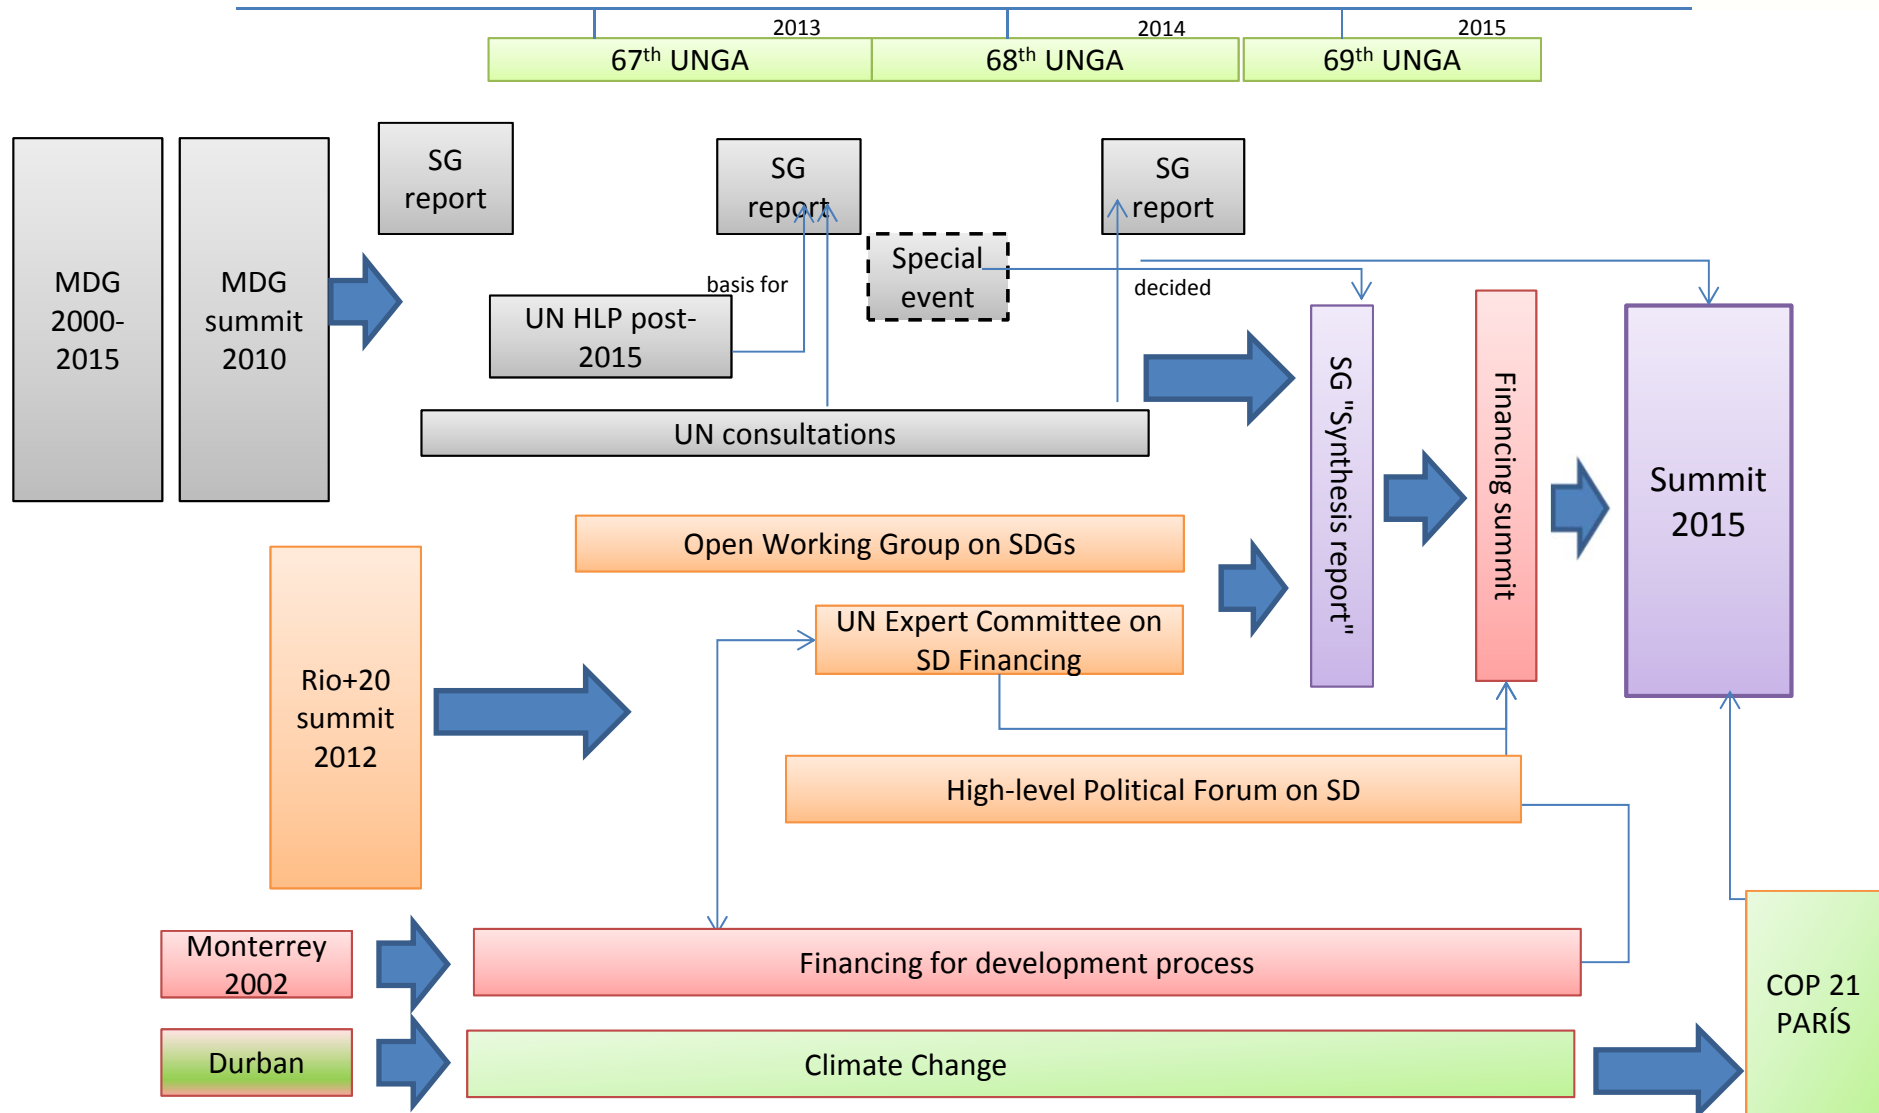 2013
2014
2015
67th UNGA
68th UNGA
69th UNGA
MDG
2000-
2015
MDG
summit
2010
SG
report
SG
report
SG
report
Special
event
basis for
decided
UN HLP post-
2015
UN consultations
SG "Synthesis report"
Financing summit
Summit
2015
Open Working Group on SDGs
UN Expert Committee on
SD Financing
Rio+20
summit
2012
High-level Political Forum on SD
Monterrey
2002
Financing for development process
COP 21
PARÍS
Durban
Climate Change